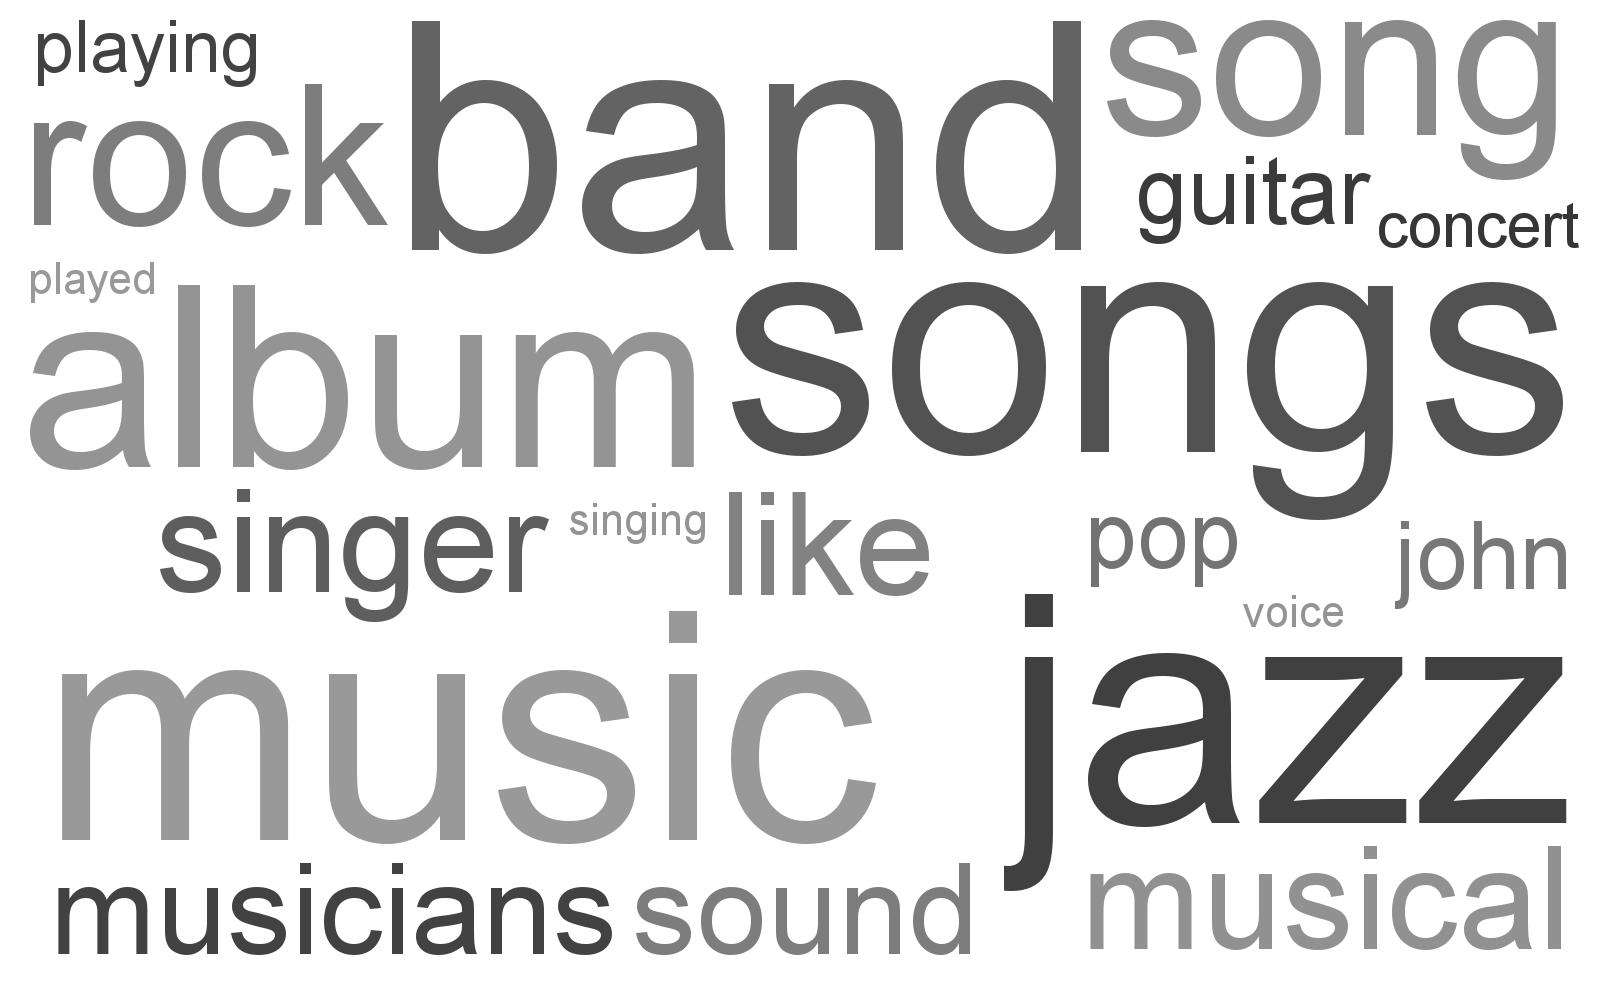 playing
band
song
rock
guitar
concert
played
album
songs
singer
singing
like
pop
john
voice
music
jazz
musicians
sound
musical